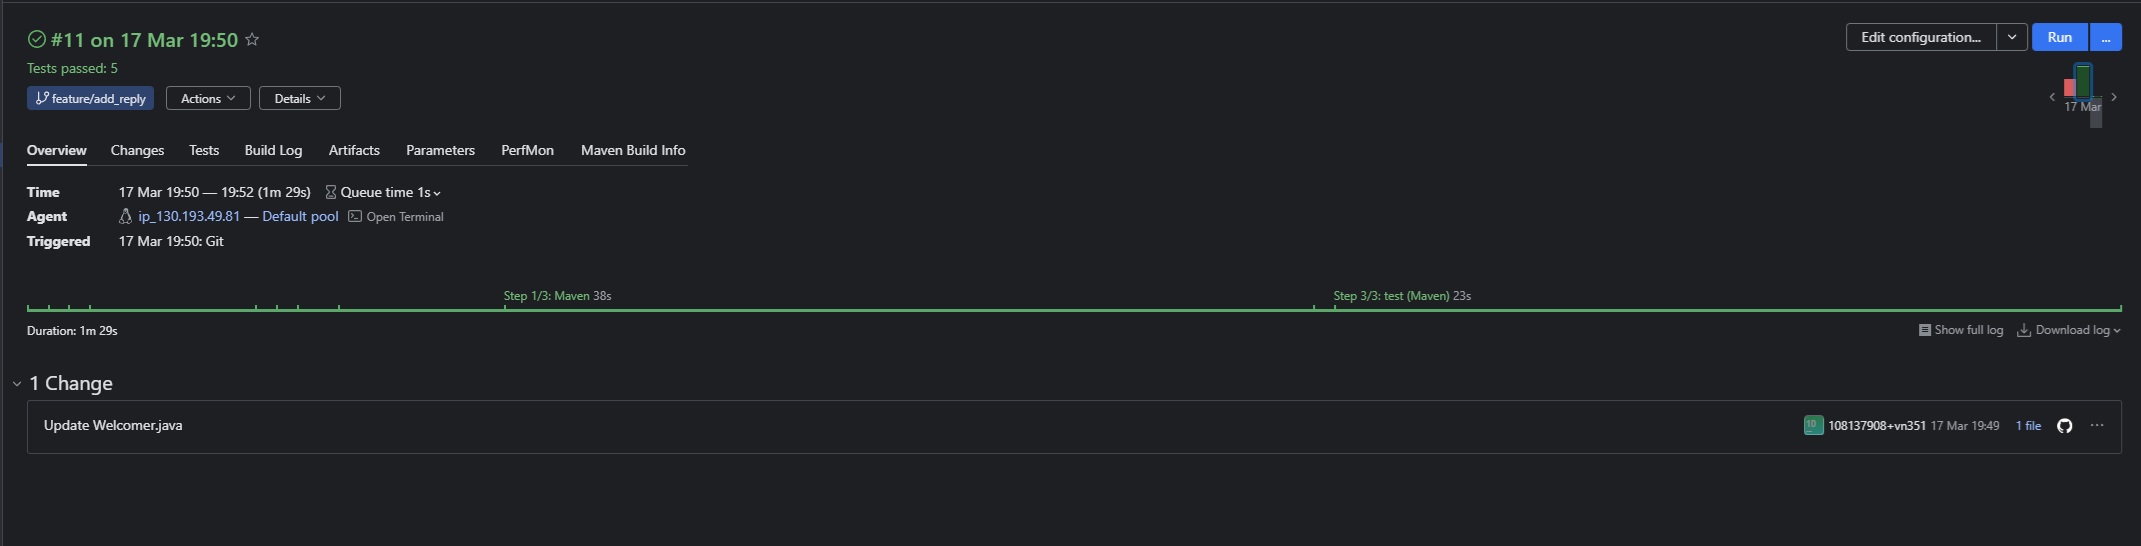 #11 on 17 Mar 19:50
Edit configuration...
Run
...
Tests passed: 5
feature/add_reply
Actions
Details
17 Mar
Overview Changes Tests Build Log Artifacts Parameters PerfMon Maven Build Info
Time 17 Mar 19:50 — 19:52 (1m 29s) Queue time 1s
Agent ip_130.193.49.81 — Default pool Open Terminal
Triggered 17 Mar 19:50: Git
Step 1/3: Maven 38s Step 3/3: test (Maven) 23s
Duration: 1m 29s Show full log Download log
1 Change
Update Welcomer.java 10 108137908+vn351 17 Mar 19:49 1 file ...